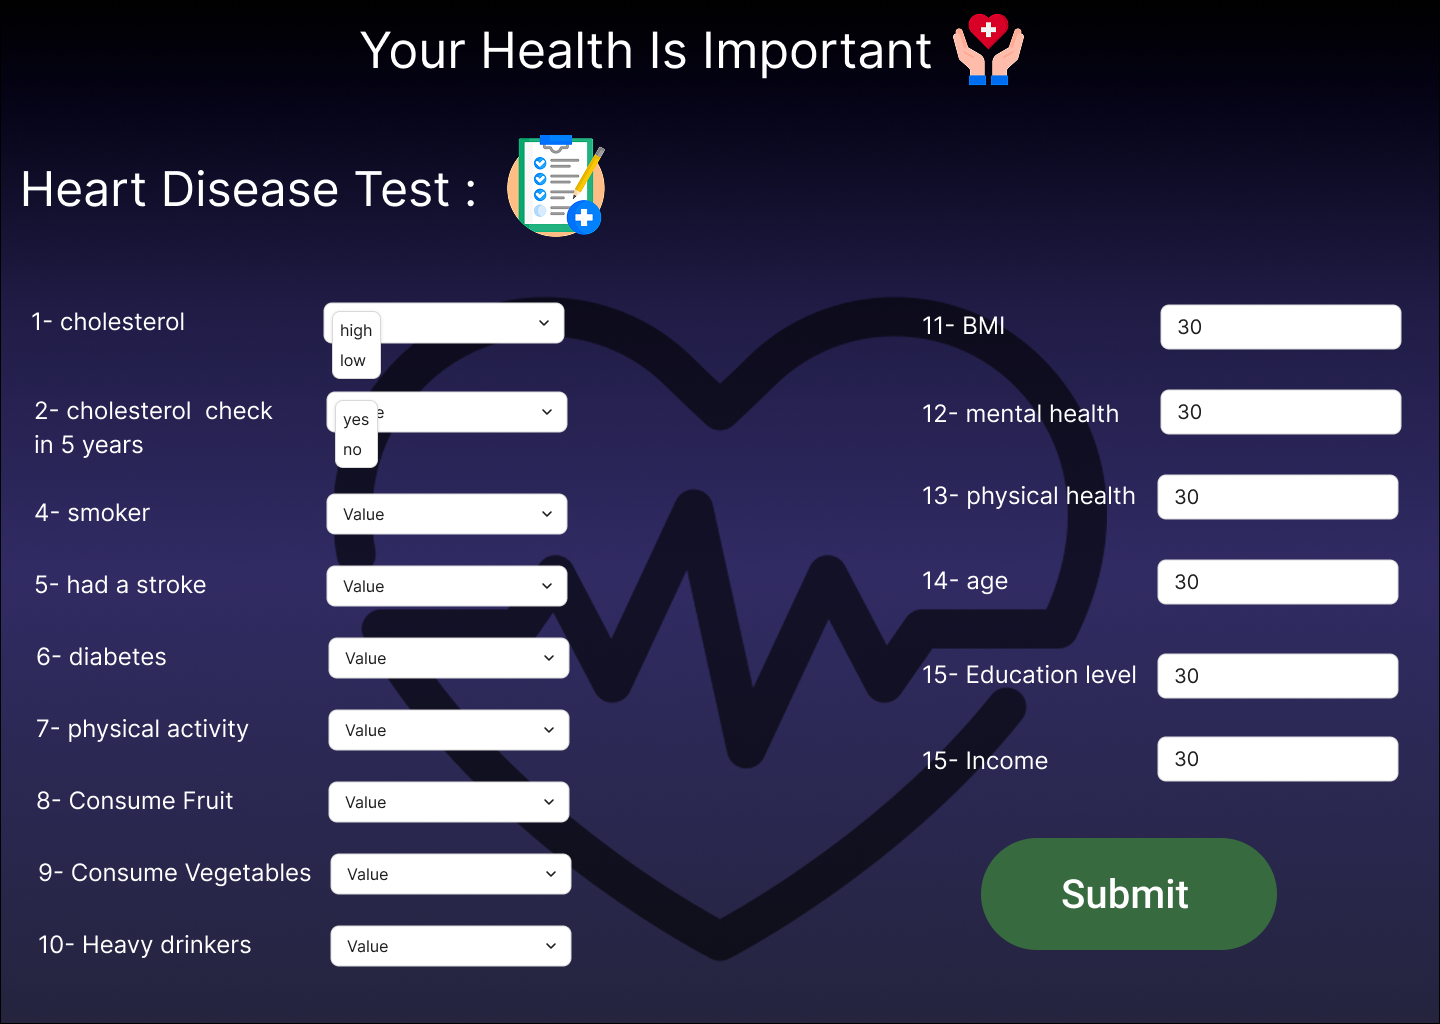 Your Health Is Important
Heart Disease Test :
1- cholesterol
high
low
2- cholesterol  check
in 5 years
yes
no
4- smoker
Value
5- had a stroke
Value
6- diabetes
Value
7- physical activity
Value
8- Consume Fruit
Value
9- Consume Vegetables
Value
10- Heavy drinkers
Value
11- BMI
30
12- mental health
30
13- physical health
30
14- age
30
15- Education level
30
15- Income
30
Submit